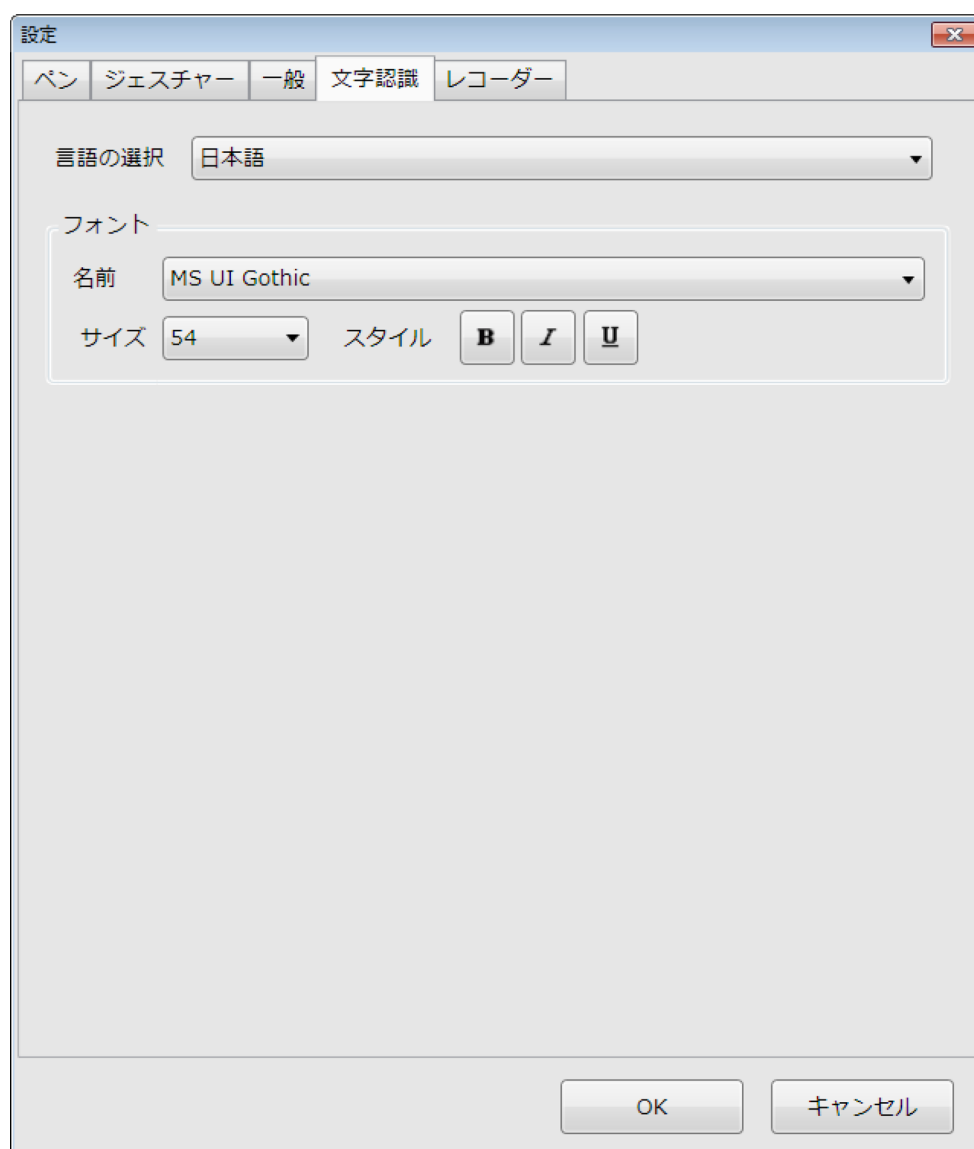 設定
ペン ジェスチャー 一般 文字認識 レコーダー
言語の選択 日本語
フォント
名前 MS UI Gothic
サイズ 54 スタイル B I U
OK キャンセル